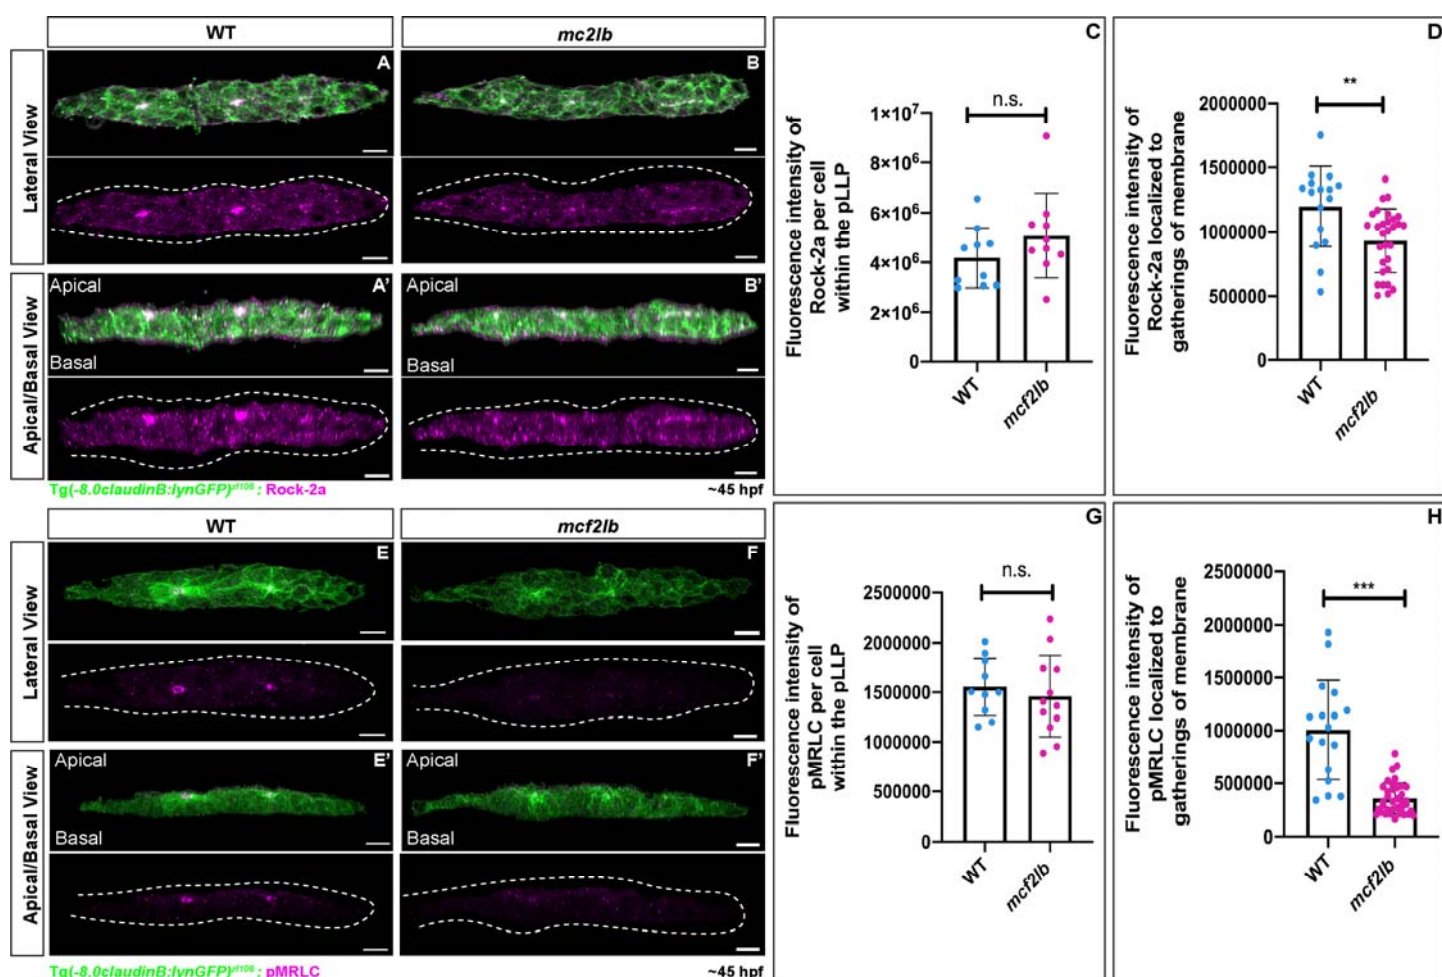 WT
mc2lb
Lateral View
A
B
Apical/Basal View
Apical
A'
Basal
Apical
B'
Basal
Tg(-8.0claudinB:lynGFP)zf106 : Rock-2a
~45 hpf
C
Fluorescence intensity of
Rock-2a per cell
within the pLLP
n.s.
1×10⁷
8×10⁶
6×10⁶
4×10⁶
2×10⁶
0
WT
mcf2lb
D
Fluorescence intensity of
Rock-2a localized to
gatherings of membrane
**
2000000
1500000
1000000
500000
0
WT
mcf2lb
WT
mcf2lb
Lateral View
E
F
Apical/Basal View
Apical
E'
Basal
Apical
F'
Basal
Tg(-8.0claudinB:lynGFP)zf106 : pMRLC
~45 hpf
G
Fluorescence intensity of
pMRLC per cell
within the pLLP
n.s.
2500000
2000000
1500000
1000000
500000
0
WT
mcf2lb
H
Fluorescence intensity of
pMRLC localized to
gatherings of membrane
***
2500000
2000000
1500000
1000000
500000
0
WT
mcf2lb